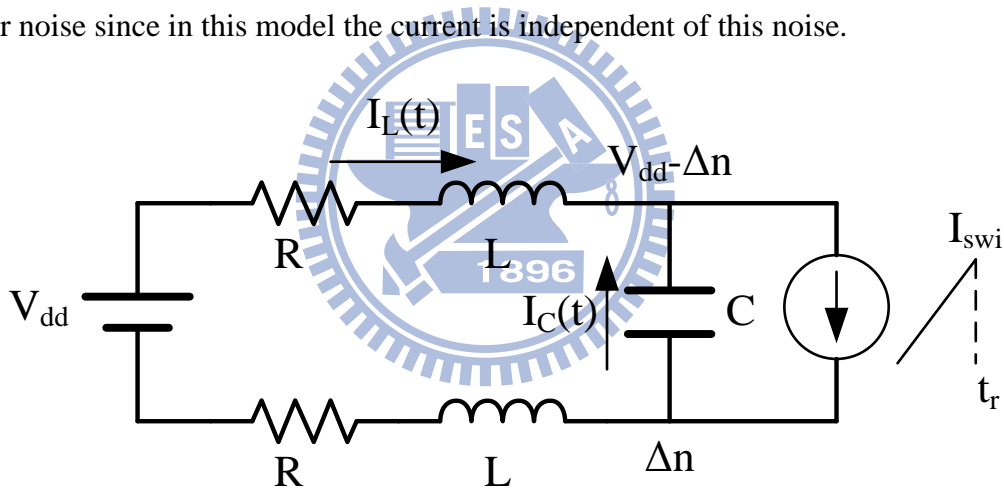 r noise since in this model the current is independent of this noise.
I_L(t)
E S A
V_dd-Δn
R
L
I_swi
1896
V_dd
I_C(t)
C
t_r
R
L
Δn